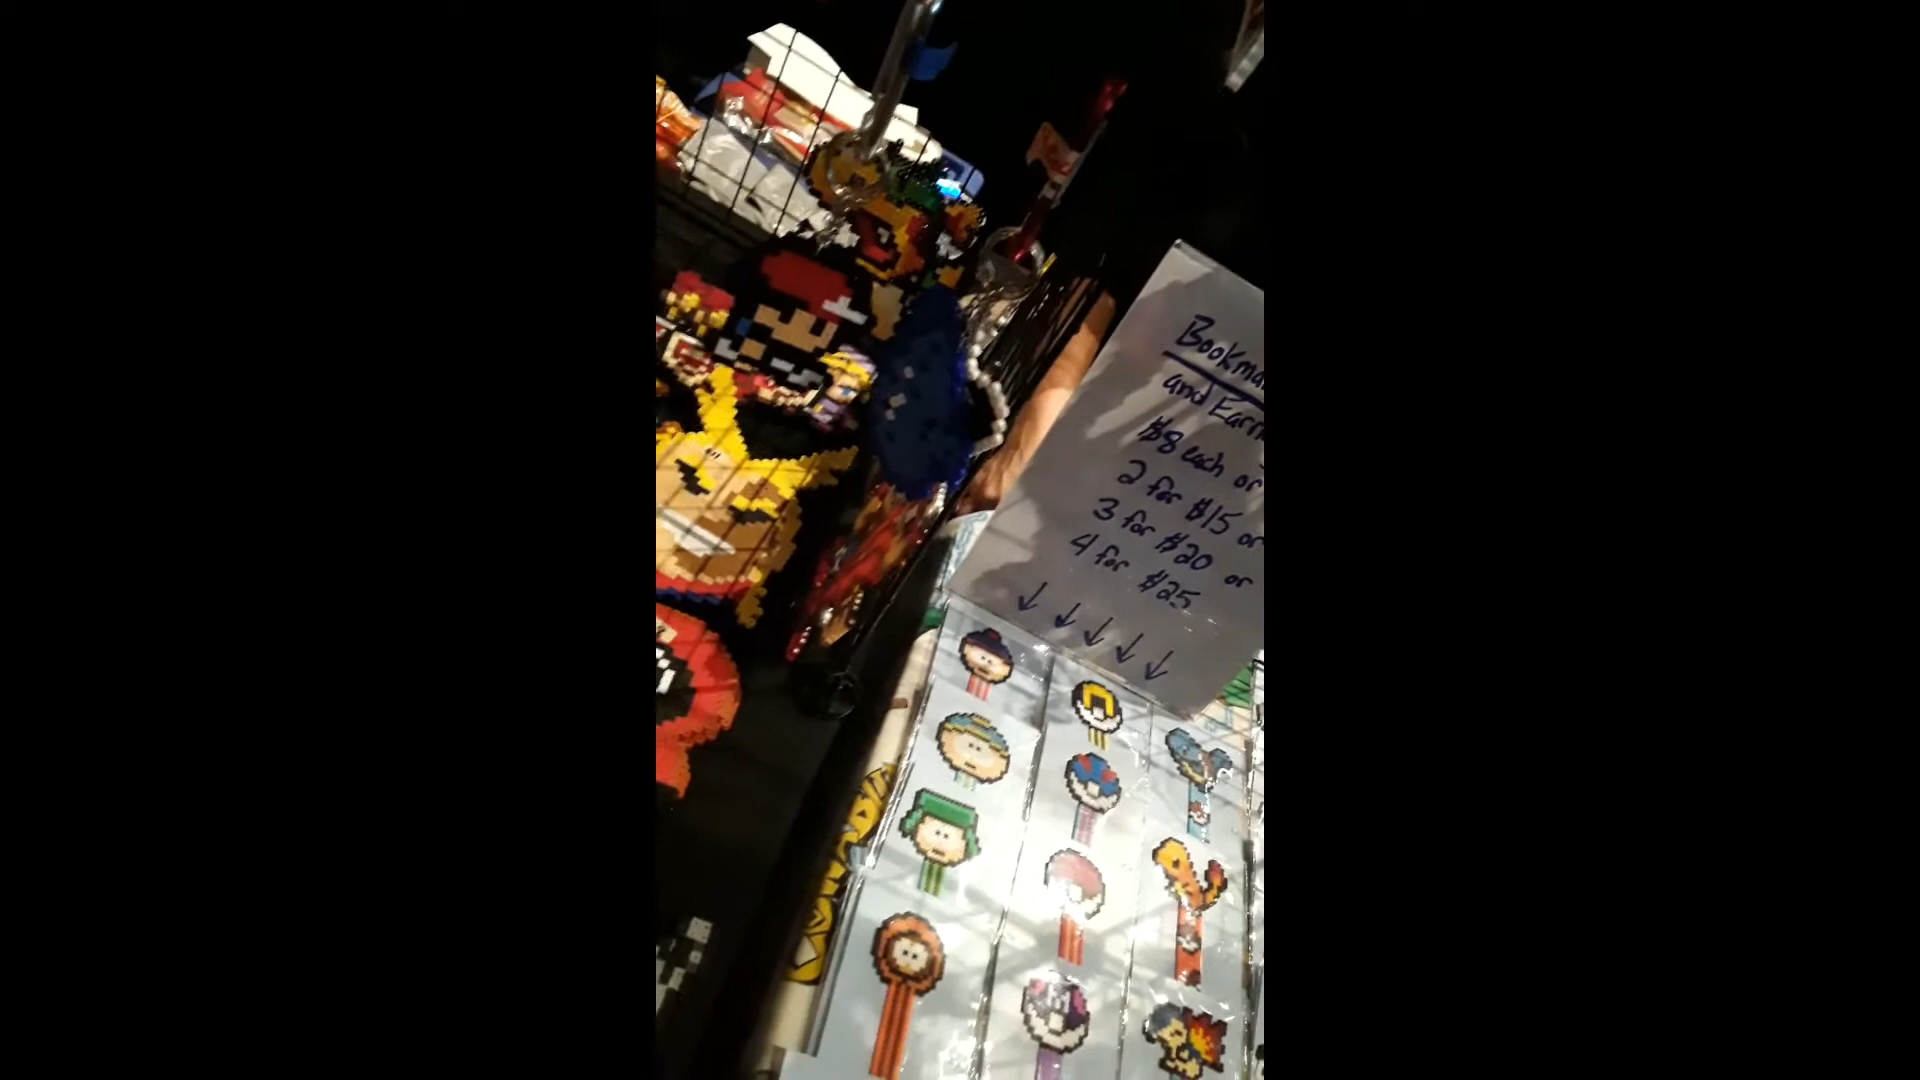 Bookma
and Earr
$8 each or
2 for $15 or
3 for $20 or
4 for $25